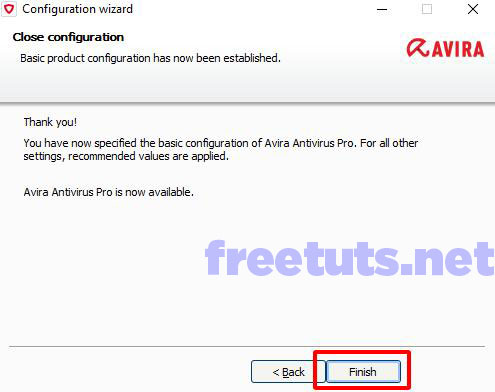 Configuration wizard
Close configuration
Basic product configuration has now been established.
AVIRA
Thank you!
You have now specified the basic configuration of Avira Antivirus Pro. For all other
settings, recommended values are applied.
Avira Antivirus Pro is now available.
freetuts.net
< Back
Finish